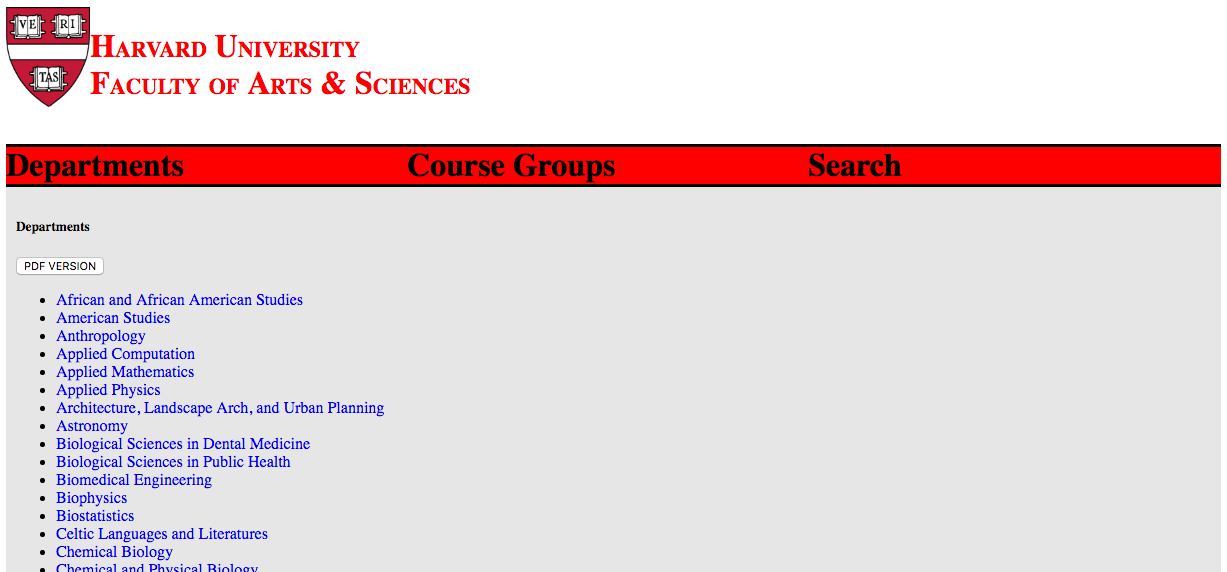 VE RI
TAS
Harvard University
Faculty of Arts & Sciences
Departments Course Groups Search
Departments
PDF VERSION
African and African American Studies
American Studies
Anthropology
Applied Computation
Applied Mathematics
Applied Physics
Architecture, Landscape Arch, and Urban Planning
Astronomy
Biological Sciences in Dental Medicine
Biological Sciences in Public Health
Biomedical Engineering
Biophysics
Biostatistics
Celtic Languages and Literatures
Chemical Biology
Chemical and Physical Biology